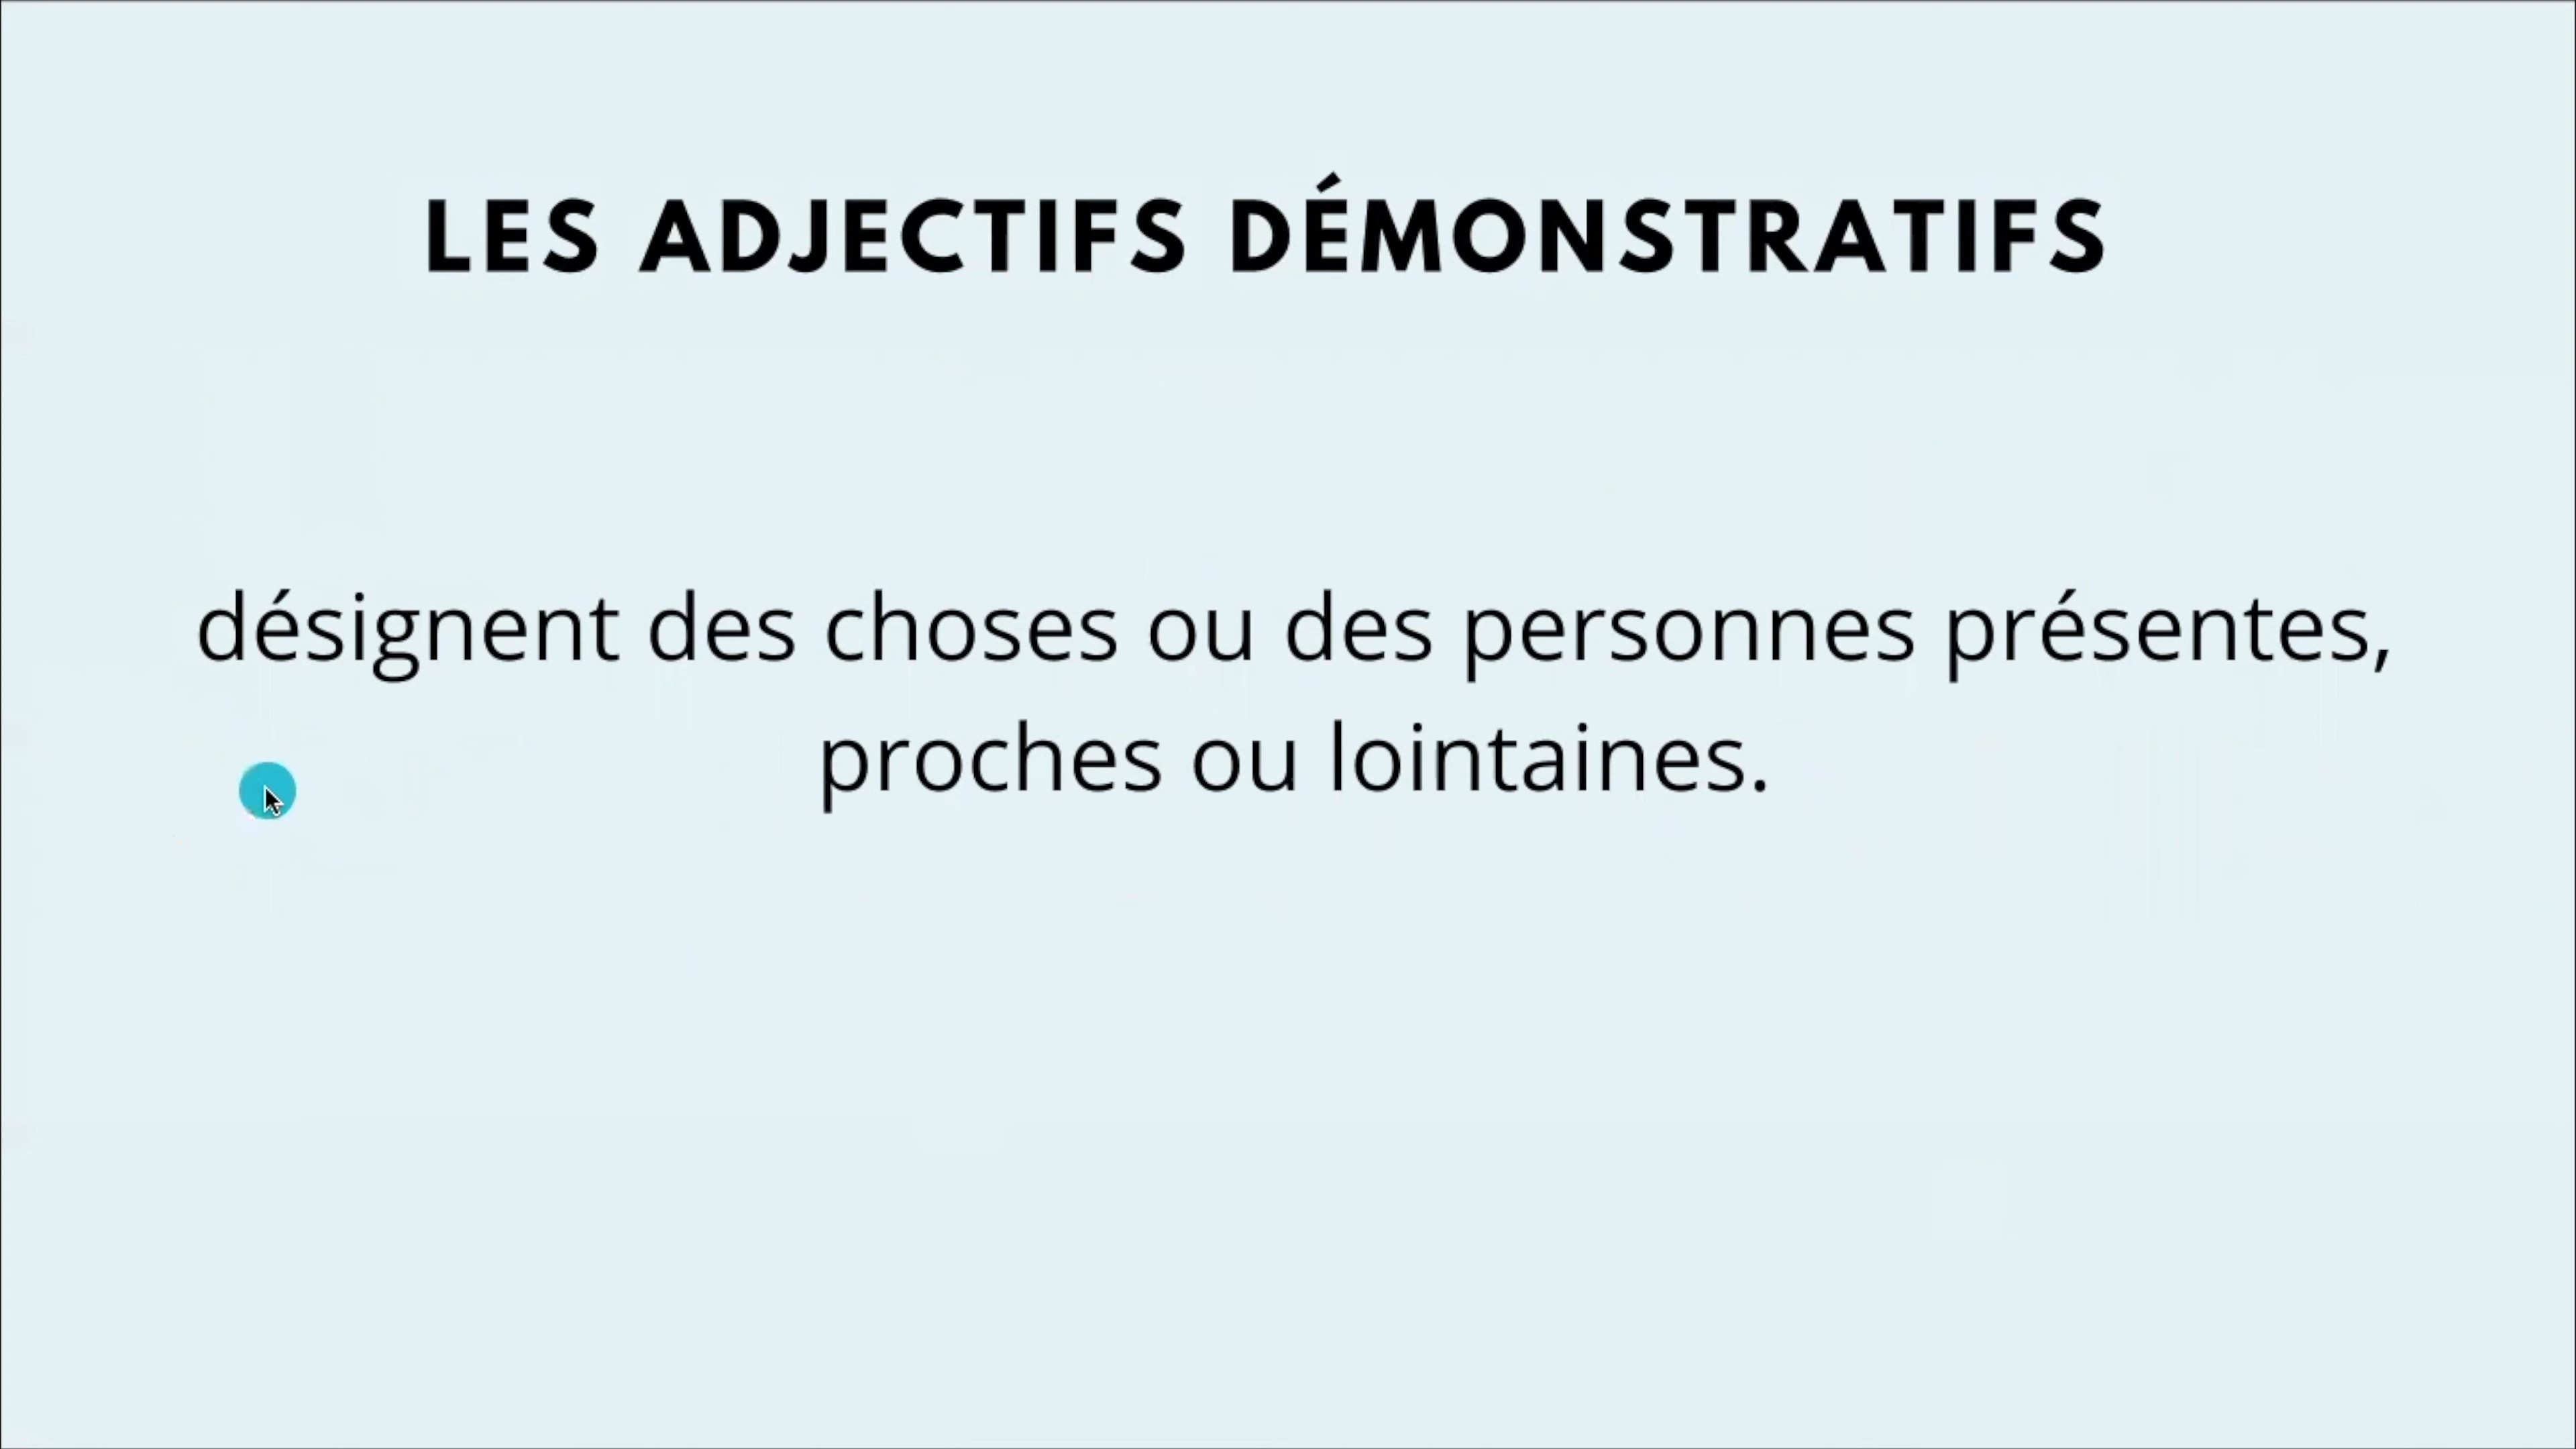 LES ADJECTIFS DÉMONSTRATIFS
désignent des choses ou des personnes présentes,
proches ou lointaines.